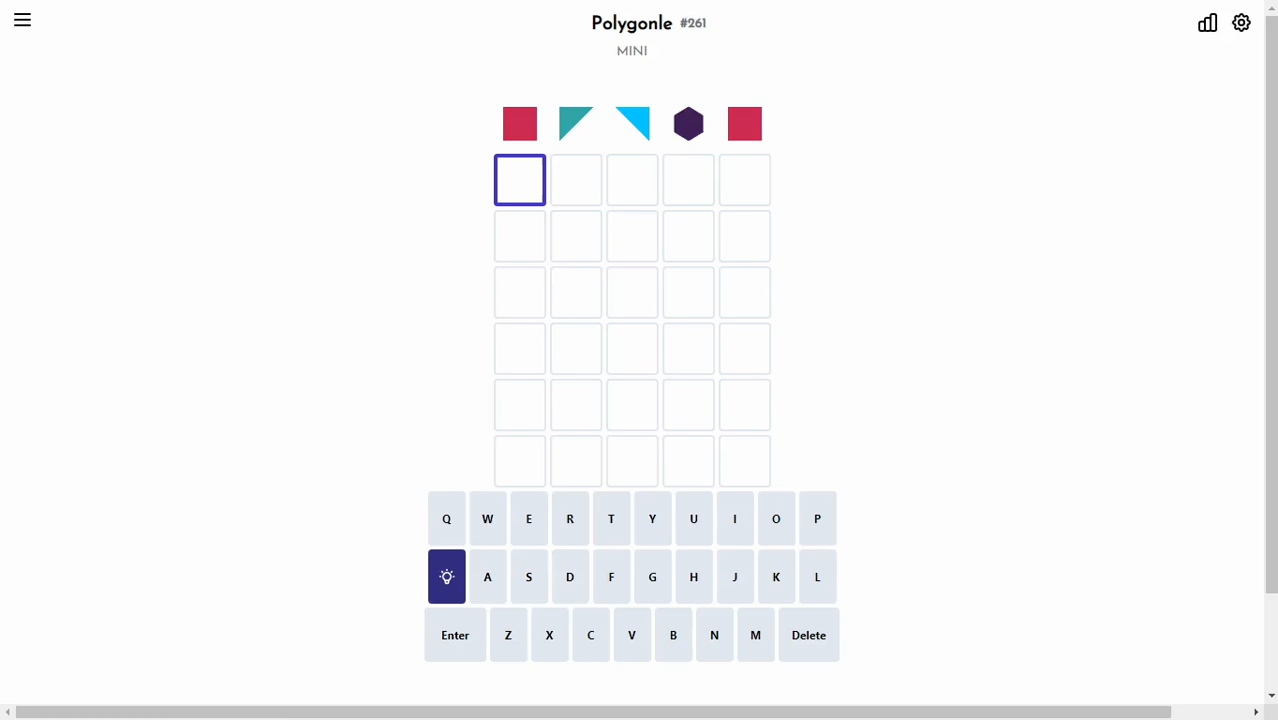 Polygonle #261
MINI
Q W E R T Y U I O P
A S D F G H J K L
Enter Z X C V B N M Delete